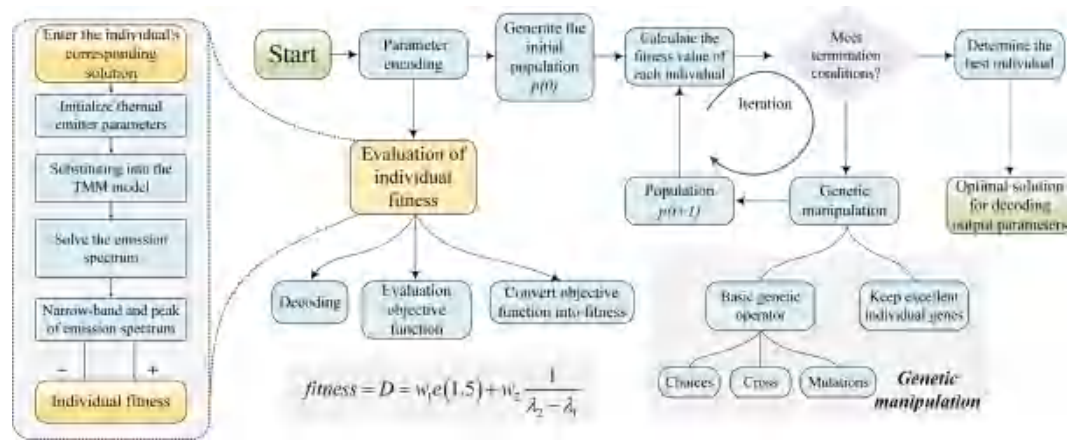 Enter the individual's
corresponding
solution
Initialize thermal
emitter parameters
Substituting into the
TMM model
Solve the emission
spectrum
Narrow-band and peak
of emission spectrum
− +
Individual fitness
Start
Parameter
encoding
Generate the
initial
population
p(0)
Calculate the
fitness value of
each individual
Meet
termination
conditions?
Determine the
best individual
Iteration
Evaluation of
individual
fitness
Population
p(t+1)
Genetic
manipulation
Optimal solution
for decoding
output parameters
Decoding
Evaluation
objective
function
Convert objective
function into fitness
Basic genetic
operator
Keep excellent
individual genes
Choices
Cross
Mutations
Genetic
manipulation
fitness = D = w₁e(1.5) + w₂ 1/(λ₂ − λ₁)